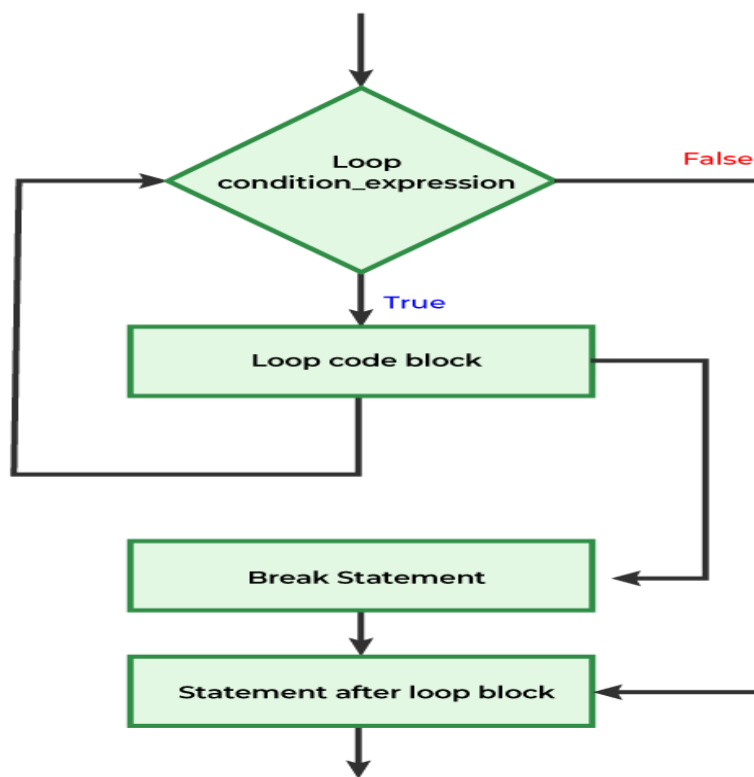 Loop
condition_expression
False
True
Loop code block
Break Statement
Statement after loop block